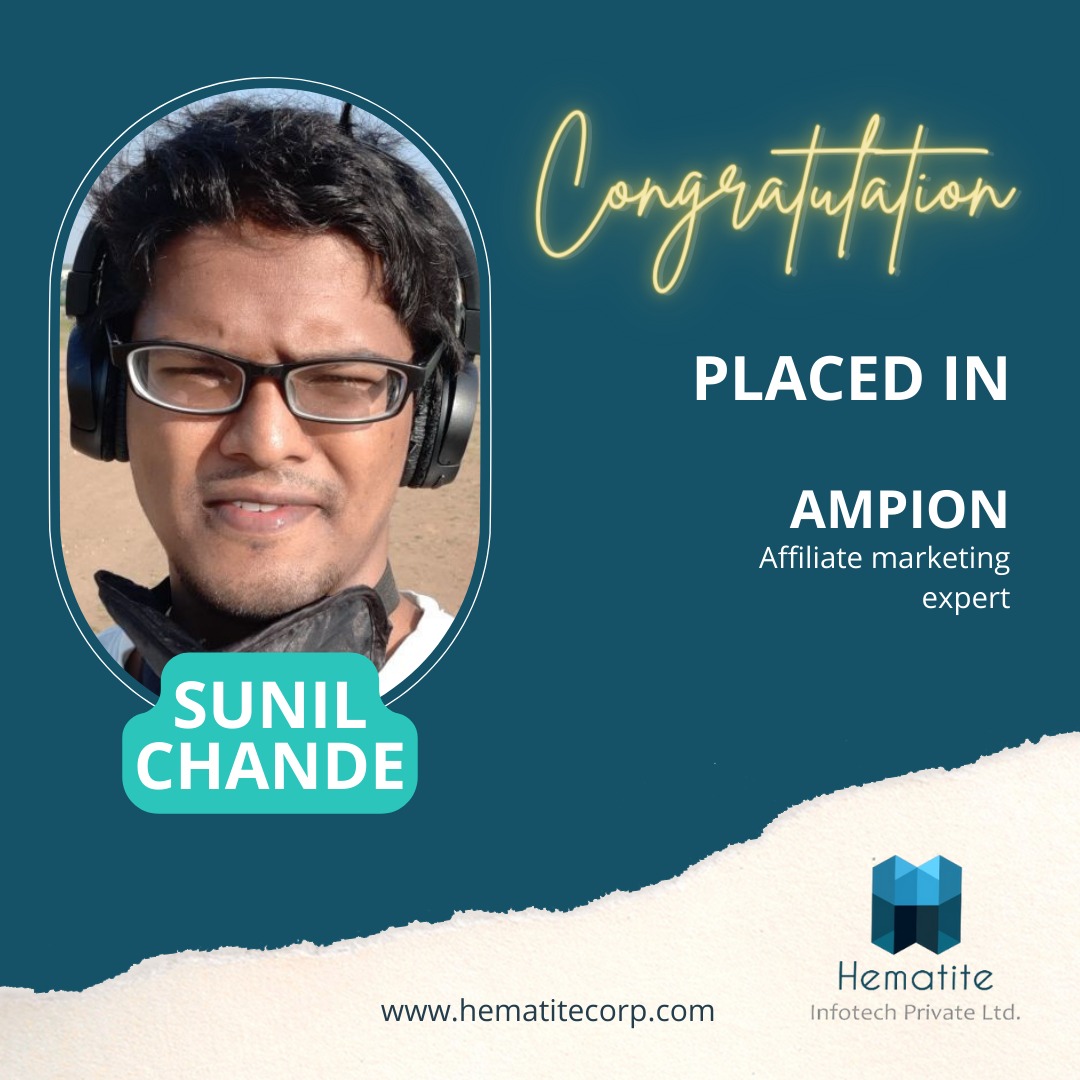 Congratulation
PLACED IN
AMPION
Affiliate marketing
expert
SUNIL
CHANDE
www.hematitecorp.com
Hematite
Infotech Private Ltd.